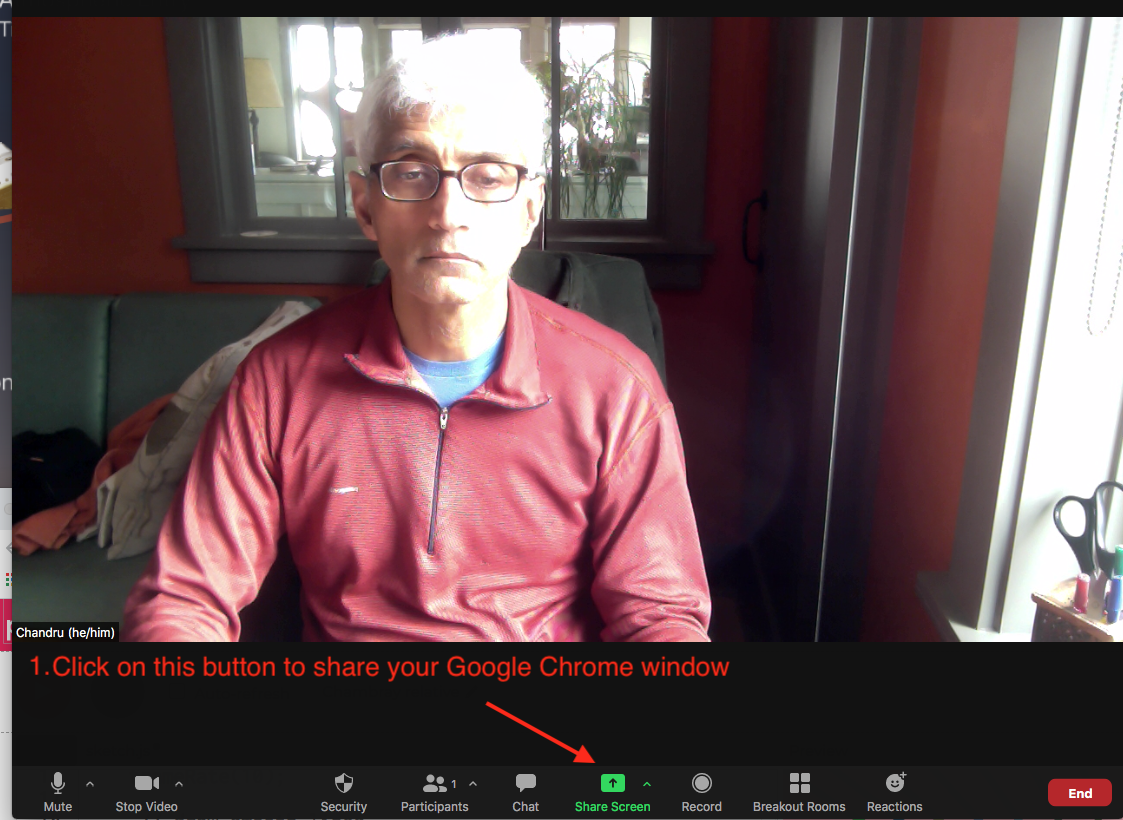 Chandru (he/him)
1.Click on this button to share your Google Chrome window
Mute
Stop Video
Security
Participants
1
Chat
Share Screen
Record
Breakout Rooms
Reactions
End